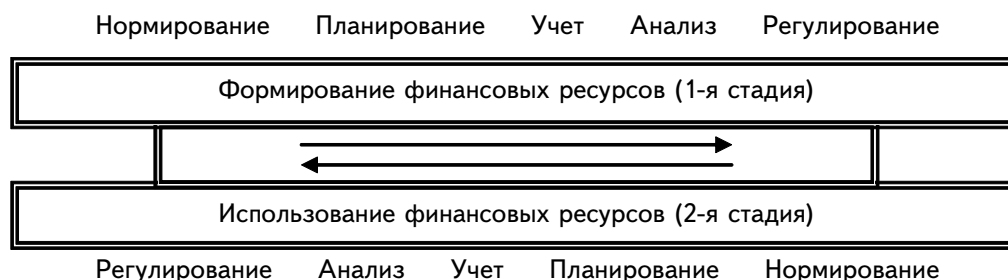 Нормирование Планирование Учет Анализ Регулирование
Формирование финансовых ресурсов (1-я стадия)
Использование финансовых ресурсов (2-я стадия)
Регулирование Анализ Учет Планирование Нормирование